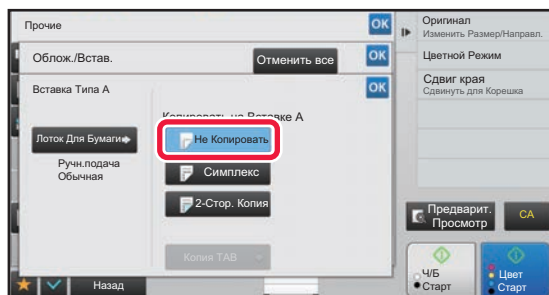 Прочие
OK
Облож./Встав.
Отменить все
OK
Вставка Типа A
OK
Копировать на Вставке A
Лоток Для Бумаги
Не Копировать
Ручн.подача
Обычная
Симплекс
2-Стор. Копия
Копия TAB
Назад
Оригинал
Изменить Размер/Направл.
Цветной Режим
Сдвиг края
Сдвинуть для Корешка
Предварит.
Просмотр
CA
Ч/Б
Старт
Цвет
Старт